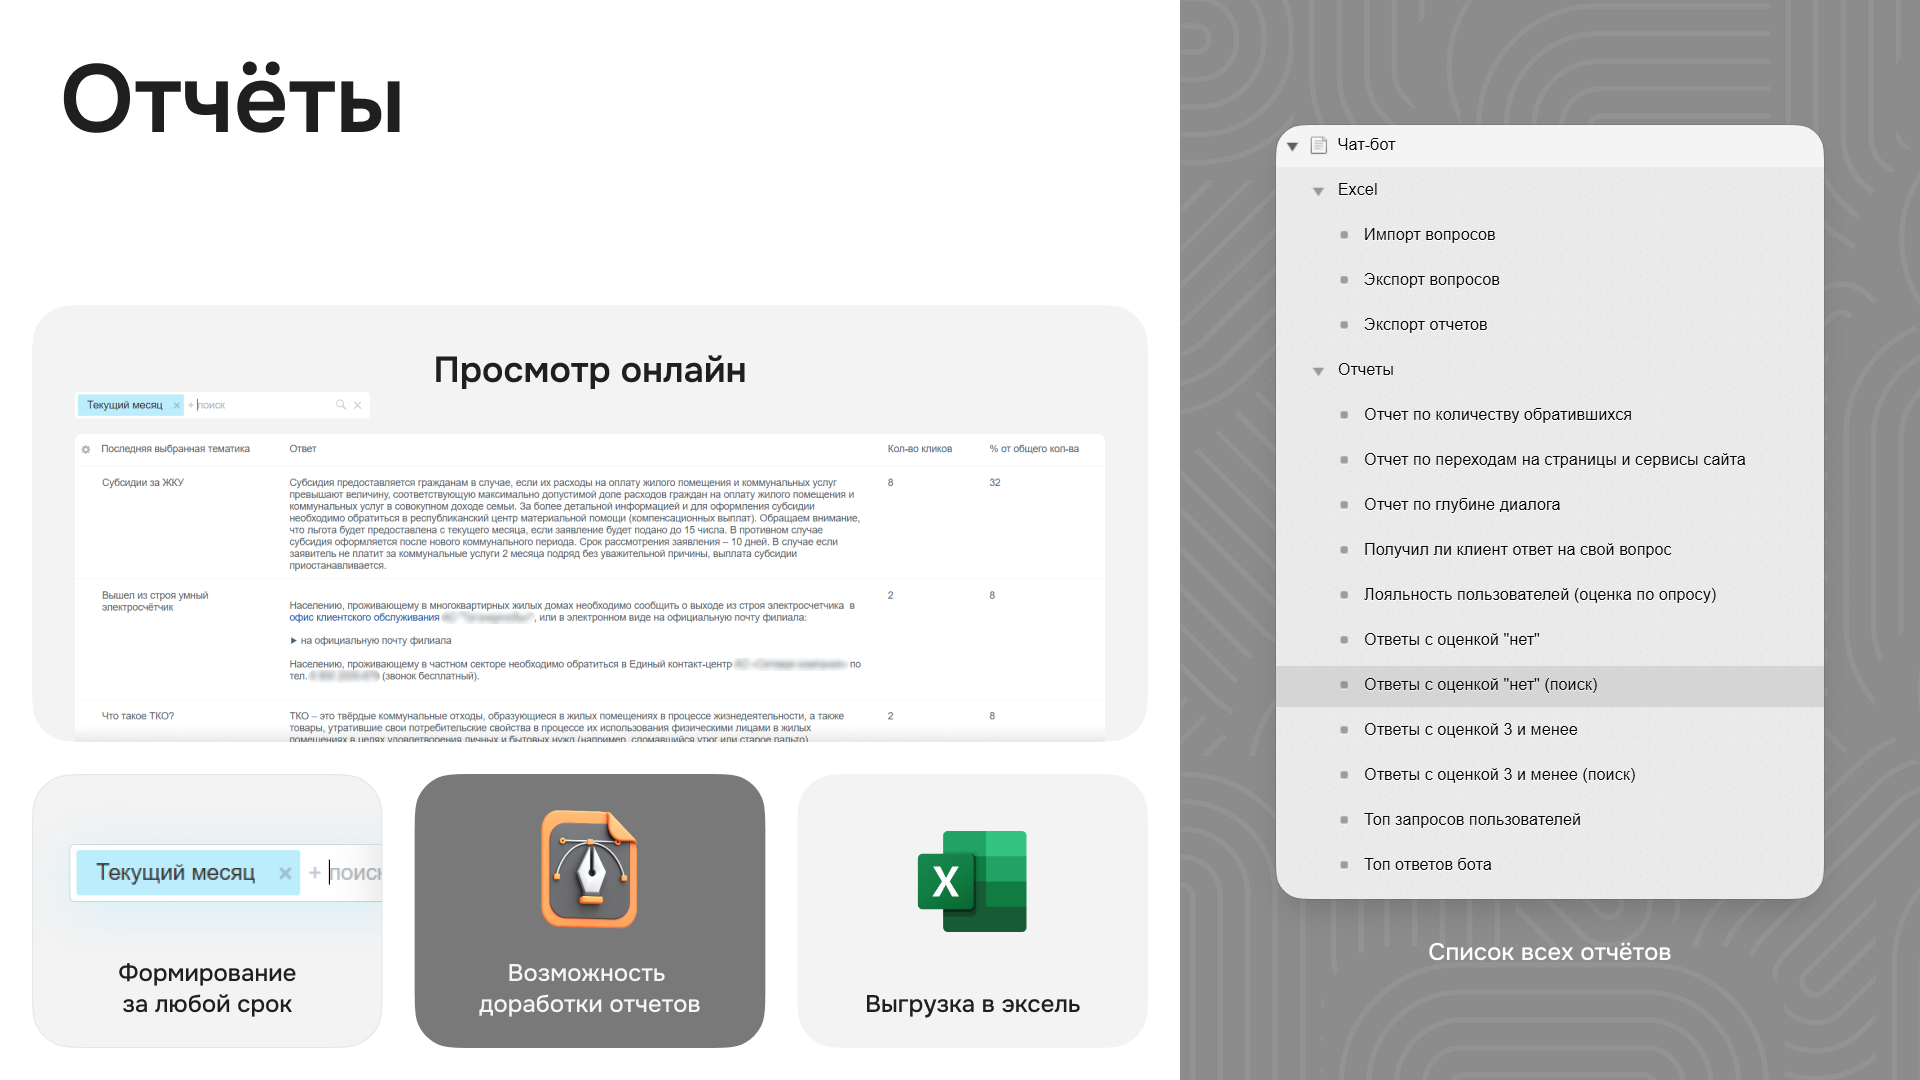 Отчёты
Просмотр онлайн
Текущий месяц × + поиск
Последняя выбранная тематика Ответ Кол-во кликов % от общего кол-ва
Субсидии за ЖКУ
Субсидия предоставляется гражданам в случае, если их расходы на оплату жилого помещения и коммунальных услуг
превышают величину, соответствующую максимально допустимой доле расходов граждан на оплату жилого помещения и
коммунальных услуг в совокупном доходе семьи. За более детальной информацией и для оформления субсидии
необходимо обратиться в республиканский центр материальной помощи (компенсационных выплат). Обращаем внимание,
что льгота будет предоставлена с текущего месяца, если заявление будет подано до 15 числа. В противном случае
субсидия оформляется после нового коммунального периода. Срок рассмотрения заявления – 10 дней. В случае если
заявитель не платит за коммунальные услуги 2 месяца подряд без уважительной причины, выплата субсидии
приостанавливается.
8 32
Вышел из строя умный
электросчётчик
Населению, проживающему в многоквартирных жилых домах необходимо сообщить о выходе из строя электросчетчика в
офис клиентского обслуживания , или в электронном виде на официальную почту филиала:
на официальную почту филиала
Населению, проживающему в частном секторе необходимо обратиться в Единый контакт-центр по
тел. (звонок бесплатный).
2 8
Что такое ТКО?
ТКО – это твёрдые коммунальные отходы, образующиеся в жилых помещениях в процессе жизнедеятельности, а также
товары, утратившие свои потребительские свойства в процессе их использования физическими лицами в жилых
помещениях в целях удовлетворения личных и бытовых нужд (например, сломавшийся утюг или старое пальто).
2 8
Текущий месяц × + поиск
Формирование
за любой срок
Возможность
доработки отчетов
X
Выгрузка в эксель
Чат-бот
Excel
Импорт вопросов
Экспорт вопросов
Экспорт отчетов
Отчеты
Отчет по количеству обратившихся
Отчет по переходам на страницы и сервисы сайта
Отчет по глубине диалога
Получил ли клиент ответ на свой вопрос
Лояльность пользователей (оценка по опросу)
Ответы с оценкой "нет"
Ответы с оценкой "нет" (поиск)
Ответы с оценкой 3 и менее
Ответы с оценкой 3 и менее (поиск)
Топ запросов пользователей
Топ ответов бота
Список всех отчётов